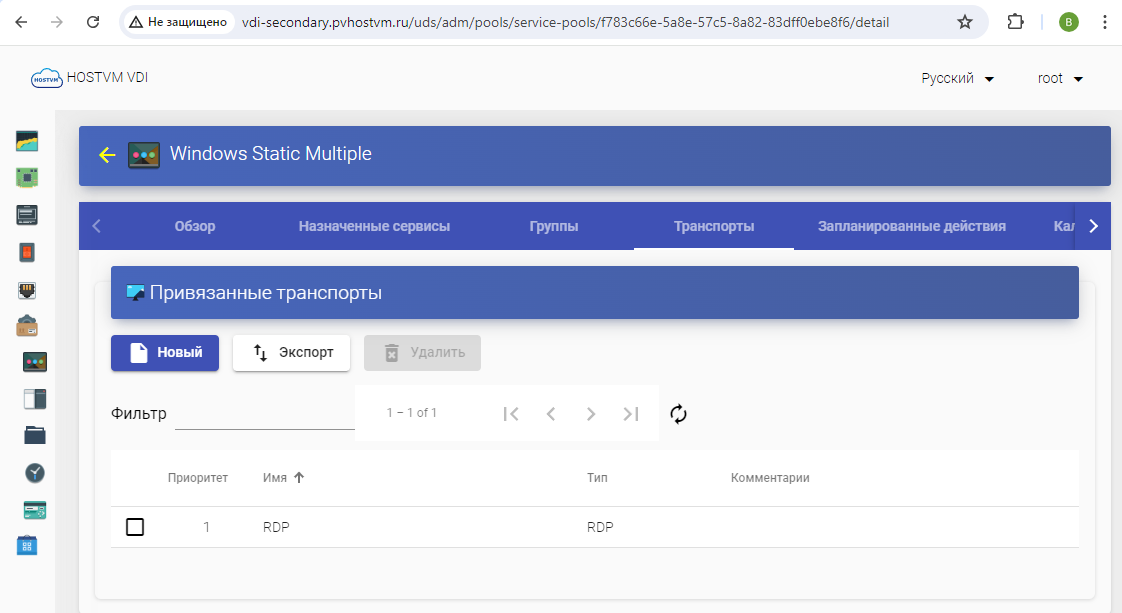 Не защищено vdi-secondary.pvhostvm.ru/uds/adm/pools/service-pools/f783c66e-5a8e-57c5-8a82-83dff0ebe8f6/detail B
HOSTVM HOSTVM VDI Русский root
Windows Static Multiple
Обзор Назначенные сервисы Группы Транспорты Запланированные действия Кал
Привязанные транспорты
Новый Экспорт Удалить
Фильтр 1 – 1 of 1
Приоритет Имя Тип Комментарии
1 RDP RDP